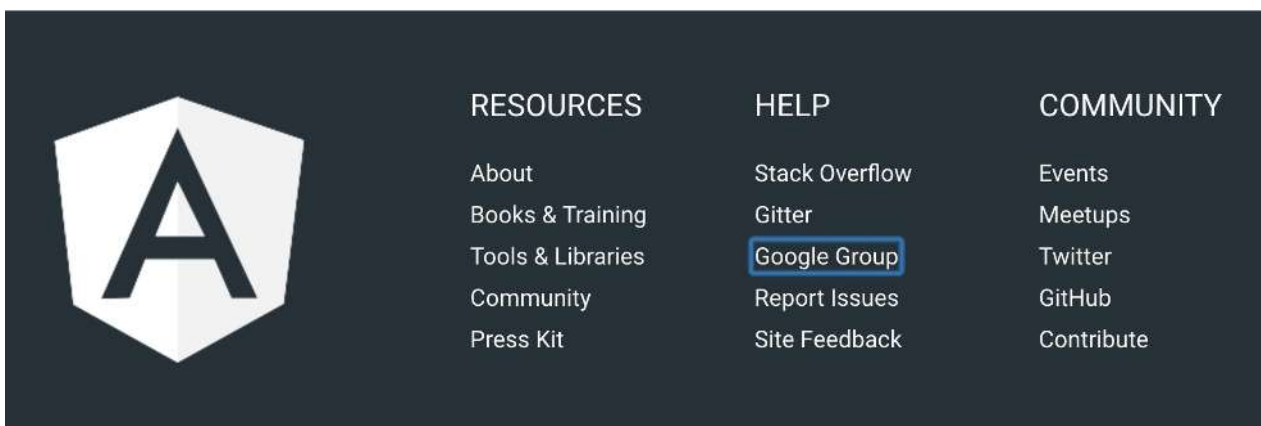 RESOURCES
About
Books & Training
Tools & Libraries
Community
Press Kit
HELP
Stack Overflow
Gitter
Google Group
Report Issues
Site Feedback
COMMUNITY
Events
Meetups
Twitter
GitHub
Contribute